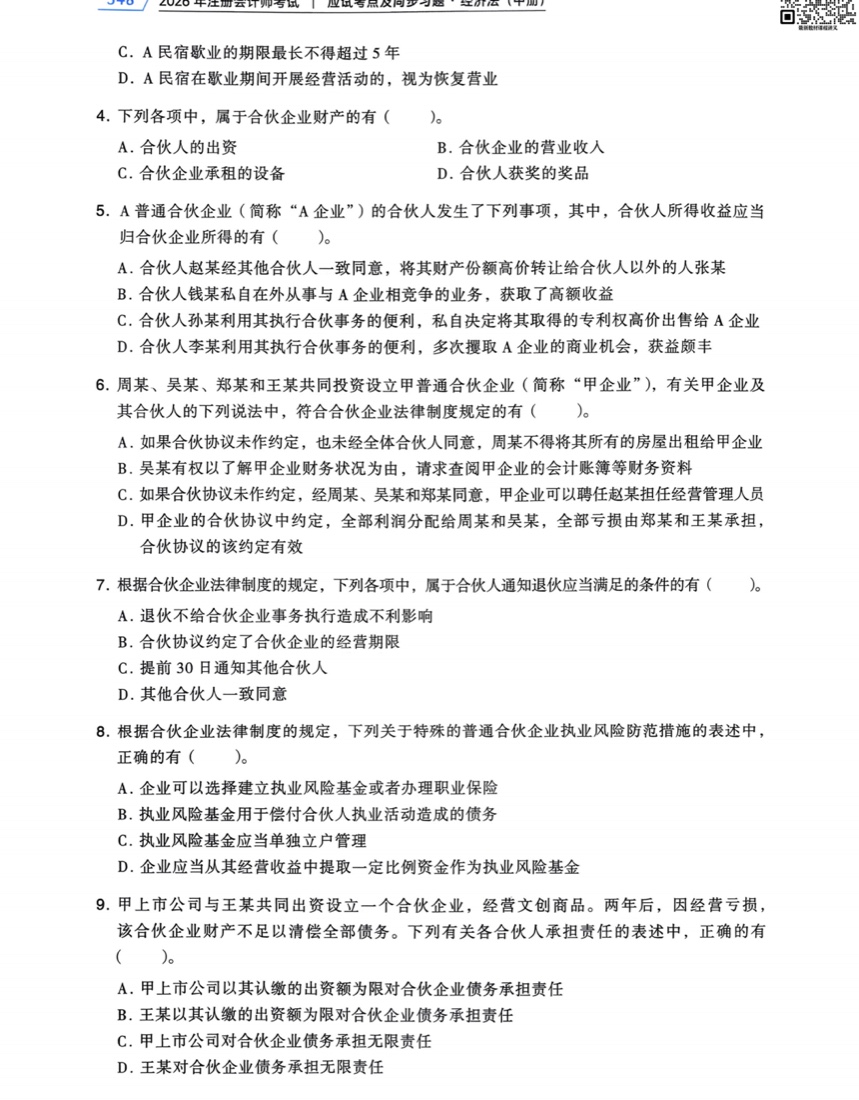 348 2026年注册会计师考试 | 应试考点及同步习题·经济法（中册）
C. A 民宿歇业的期限最长不得超过 5 年
D. A 民宿在歇业期间开展经营活动的，视为恢复营业
4. 下列各项中，属于合伙企业财产的有（  ）。
A. 合伙人的出资 B. 合伙企业的营业收入
C. 合伙企业承租的设备 D. 合伙人获奖的奖品
5. A 普通合伙企业（简称“A 企业”）的合伙人发生了下列事项，其中，合伙人所得收益应当
归合伙企业所得的有（  ）。
A. 合伙人赵某经其他合伙人一致同意，将其财产份额高价转让给合伙人以外的人张某
B. 合伙人钱某私自在外从事与 A 企业相竞争的业务，获取了高额收益
C. 合伙人孙某利用其执行合伙事务的便利，私自决定将其取得的专利权高价出售给 A 企业
D. 合伙人李某利用其执行合伙事务的便利，多次攫取 A 企业的商业机会，获益颇丰
6. 周某、吴某、郑某和王某共同投资设立甲普通合伙企业（简称“甲企业”），有关甲企业及
其合伙人的下列说法中，符合合伙企业法律制度规定的有（  ）。
A. 如果合伙协议未作约定，也未经全体合伙人同意，周某不得将其所有的房屋出租给甲企业
B. 吴某有权以了解甲企业财务状况为由，请求查阅甲企业的会计账簿等财务资料
C. 如果合伙协议未作约定，经周某、吴某和郑某同意，甲企业可以聘任赵某担任经营管理人员
D. 甲企业的合伙协议中约定，全部利润分配给周某和吴某，全部亏损由郑某和王某承担，
合伙协议的该约定有效
7. 根据合伙企业法律制度的规定，下列各项中，属于合伙人通知退伙应当满足的条件的有（  ）。
A. 退伙不给合伙企业事务执行造成不利影响
B. 合伙协议约定了合伙企业的经营期限
C. 提前 30 日通知其他合伙人
D. 其他合伙人一致同意
8. 根据合伙企业法律制度的规定，下列关于特殊的普通合伙企业执业风险防范措施的表述中，
正确的有（  ）。
A. 企业可以选择建立执业风险基金或者办理职业保险
B. 执业风险基金用于偿付合伙人执业活动造成的债务
C. 执业风险基金应当单独立户管理
D. 企业应当从其经营收益中提取一定比例资金作为执业风险基金
9. 甲上市公司与王某共同出资设立一个合伙企业，经营文创商品。两年后，因经营亏损，
该合伙企业财产不足以清偿全部债务。下列有关各合伙人承担责任的表述中，正确的有
（  ）。
A. 甲上市公司以其认缴的出资额为限对合伙企业债务承担责任
B. 王某以其认缴的出资额为限对合伙企业债务承担责任
C. 甲上市公司对合伙企业债务承担无限责任
D. 王某对合伙企业债务承担无限责任